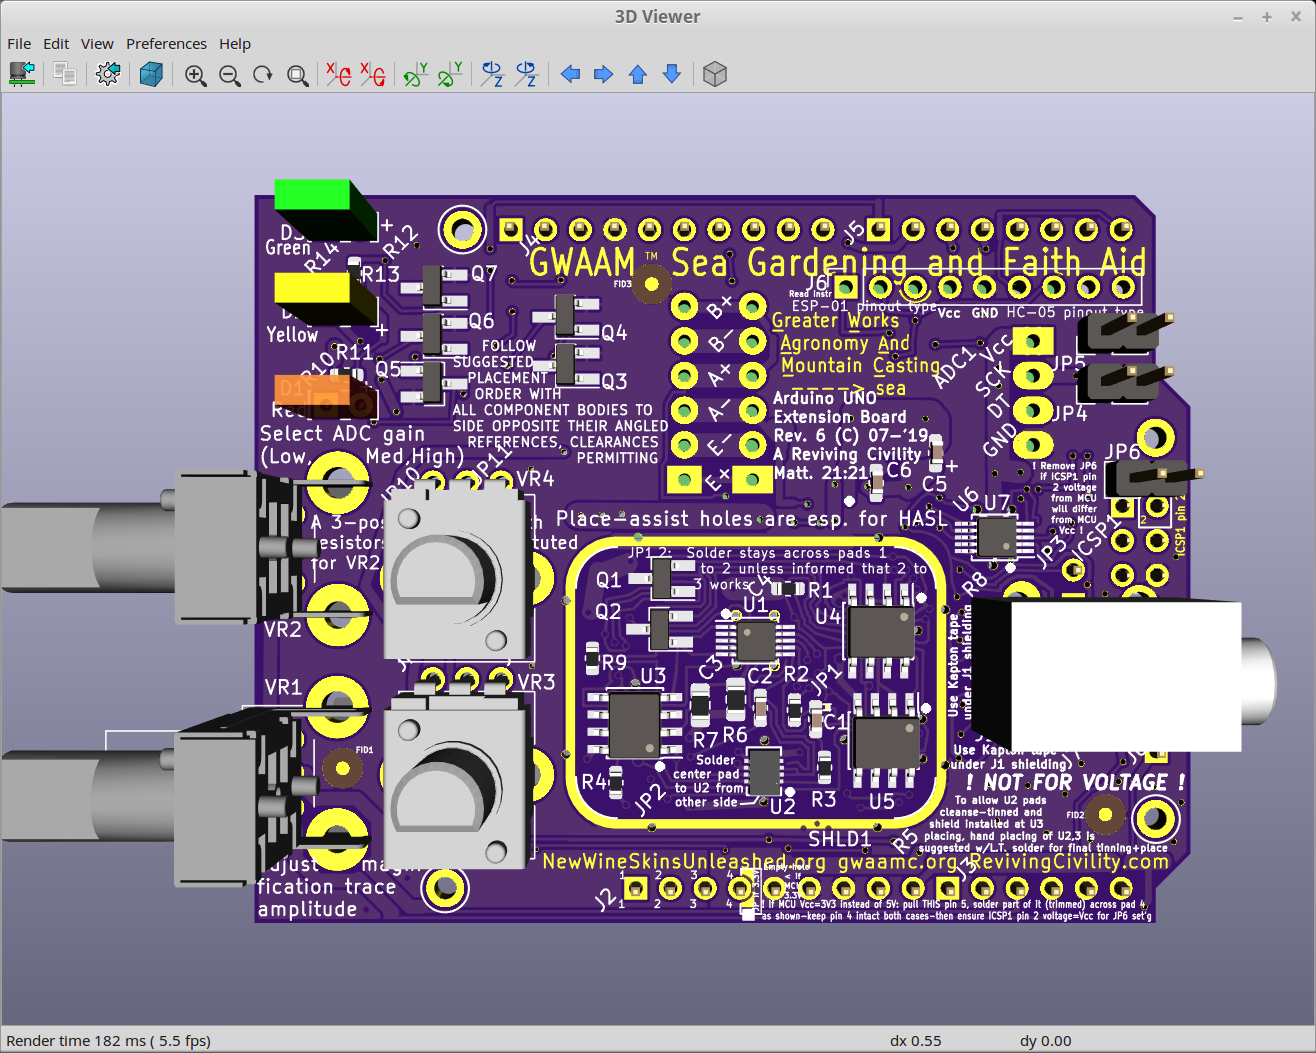 3D Viewer
File Edit View Preferences Help
D3
Green
R14
R12
+
R13
Q7
J4
J5
GWAAM ™ Sea Gardening and Faith Aid
FID3
J6
Read Instr
ESP-01 pinout type
Vcc GND HC-05 pinout type
Yellow
+
Q6
Q4
B+
B-
A+
A-
E-
E+
Greater Works
Agronomy And
Mountain Casting
----> sea
ADC1
Vcc
SCK
DT
GND
JP5
JP4
R11
R10
Q5
Q3
D1
FOLLOW
SUGGESTED
PLACEMENT
ORDER WITH
ALL COMPONENT BODIES TO
SIDE OPPOSITE THEIR ANGLED
REFERENCES, CLEARANCES
PERMITTING
Arduino UNO
Extension Board
Rev. 6 (C) 07-'19
A Reviving Civility
Matt. 21:21
C6
C5
+
Select ADC gain
(Low, Med,High)
JP10
JP11
VR4
JP6
! Remove JP6
if ICSP1 pin
2 voltage
from MCU
will differ
from MCU
Vcc !
U6
U7
JP3
ICSP1
2
ICSP1 pin 2
A 3-pos
for VR2
Place-assist holes are esp. for HASL
JP1,2: Solder stays across pads 1
to 2 unless informed that 2 to
3 works
Q1
Q2
C4
R1
U1
U4
R8
R9
U3
C3
C2
R2
JP1
C1
R7
R6
VR2
VR1
VR3
Use Kapton tape
under J1 shielding
FID1
R4
JP2
Solder
center pad
to U2 from
other side
U2
R3
U5
Use Kapton tape
under J1 shielding
! NOT FOR VOLTAGE !
To allow U2 pads
cleanse-tinned and
shield installed at U3
placing, hand placing of U2,3 is
suggested w/L.T. solder for final tinning+place
FID2
SHLD1
R5
NewWineSkinsUnleashed.org gwaamc.org RevivingCivility.com
fication trace
amplitude
J2
1 2 3 4
1 2 3 4
J3
! If MCU Vcc=3V3 instead of 5V: pull THIS pin 5, solder part of it (trimmed) across pad 4
as shown-keep pin 4 intact both cases-then ensure ICSP1 pin 2 voltage=Vcc for JP6 set'g
Render time 182 ms ( 5.5 fps)
dx 0.55
dy 0.00